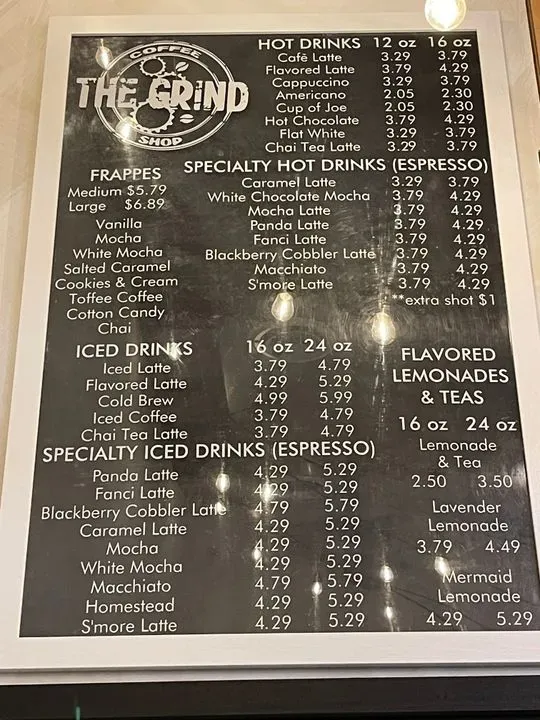 COFFEE
THE GRIND
SHOP
HOT DRINKS 12 oz 16 oz
Café Latte 3.29 3.79
Flavored Latte 3.79 4.29
Cappuccino 3.29 3.79
Americano 2.05 2.30
Cup of Joe 2.05 2.30
Hot Chocolate 3.79 4.29
Flat White 3.29 3.79
Chai Tea Latte 3.29 3.79
SPECIALTY HOT DRINKS (ESPRESSO)
Caramel Latte 3.29 3.79
White Chocolate Mocha 3.79 4.29
Mocha Latte 3.79 4.29
Panda Latte 3.79 4.29
Fanci Latte 3.79 4.29
Blackberry Cobbler Latte 3.79 4.29
Macchiato 3.79 4.29
S'more Latte 3.79 4.29
**extra shot $1
FRAPPES
Medium $5.79
Large $6.89
Vanilla
Mocha
White Mocha
Salted Caramel
Cookies & Cream
Toffee Coffee
Cotton Candy
Chai
ICED DRINKS 16 oz 24 oz
Iced Latte 3.79 4.79
Flavored Latte 4.29 5.29
Cold Brew 4.99 5.99
Iced Coffee 3.79 4.79
Chai Tea Latte 3.79 4.79
SPECIALTY ICED DRINKS (ESPRESSO)
Panda Latte 4.29 5.29
Fanci Latte 4.29 5.29
Blackberry Cobbler Latte 4.79 5.79
Caramel Latte 4.29 5.29
Mocha 4.29 5.29
White Mocha 4.29 5.29
Macchiato 4.79 5.79
Homestead 4.29 5.29
S'more Latte 4.29 5.29
FLAVORED
LEMONADES
& TEAS
16 oz 24 oz
Lemonade
& Tea
2.50 3.50
Lavender
Lemonade
3.79 4.49
Mermaid
Lemonade
4.29 5.29